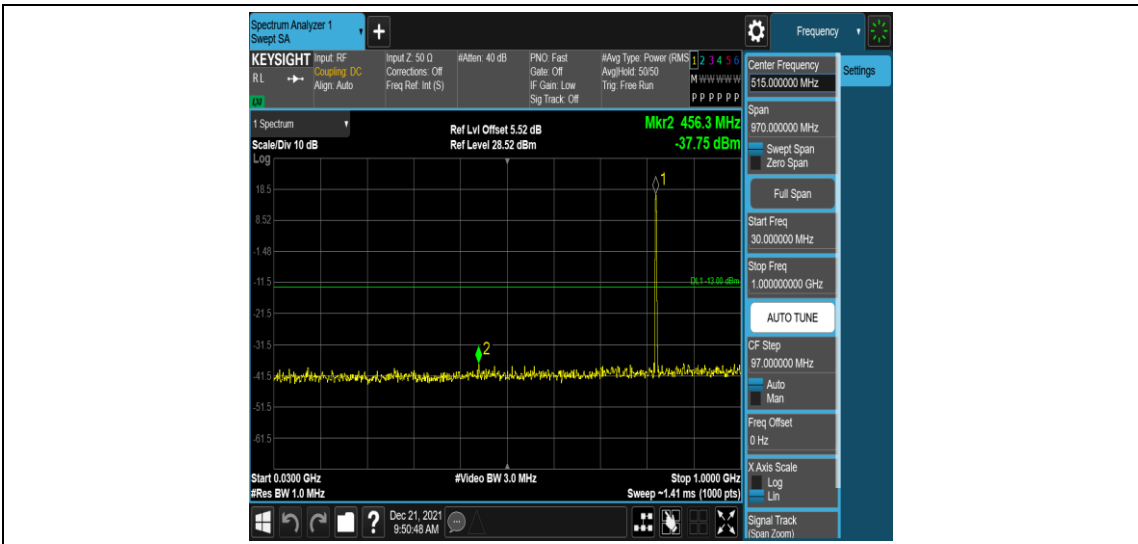 Spectrum Analyzer 1
Swept SA
+
Frequency
KEYSIGHT
RL
LXI
Input: RF
Coupling: DC
Align: Auto
Input Z: 50 Ω
Corrections: Off
Freq Ref: Int (S)
#Atten: 40 dB
PNO: Fast
Gate: Off
IF Gain: Low
Sig Track: Off
#Avg Type: Power (RMS
Avg|Hold: 50/50
Trig: Free Run
1 2 3 4 5 6
M W W W W W
P P P P P P
1 Spectrum
Scale/Div 10 dB
Ref Lvl Offset 5.52 dB
Ref Level 28.52 dBm
Mkr2 456.3 MHz
-37.75 dBm
Log
18.5
8.52
-1.48
-11.5
-21.5
-31.5
-41.5
-51.5
-61.5
1
DL1 -13.00 dBm
2
Start 0.0300 GHz
#Res BW 1.0 MHz
#Video BW 3.0 MHz
Stop 1.0000 GHz
Sweep ~1.41 ms (1000 pts)
Center Frequency
515.000000 MHz
Settings
Span
970.000000 MHz
Swept Span
Zero Span
Full Span
Start Freq
30.000000 MHz
Stop Freq
1.000000000 GHz
AUTO TUNE
CF Step
97.000000 MHz
Auto
Man
Freq Offset
0 Hz
X Axis Scale
Log
Lin
Signal Track
(Span Zoom)
?
Dec 21, 2021
9:50:48 AM